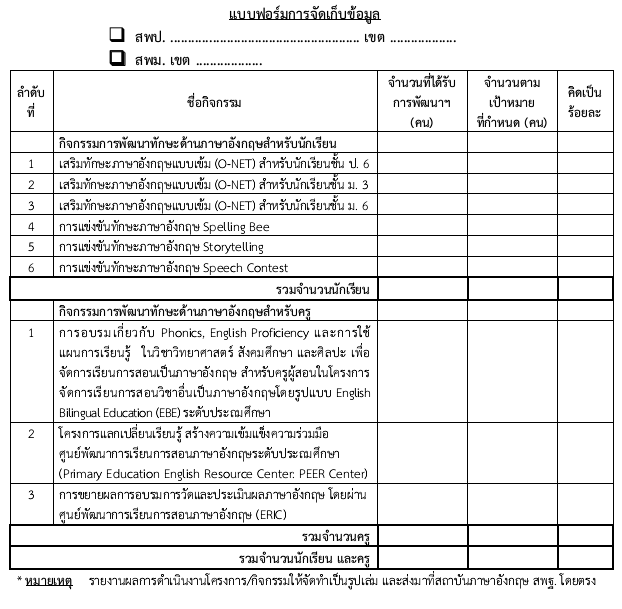 แบบฟอร์มการจัดเก็บข้อมูล
❑ สพป. ..................................................... เขต ...................
❑ สพม. เขต ...................
ลำดับที่ ชื่อกิจกรรม จำนวนที่ได้รับการพัฒนาฯ (คน) จำนวนตามเป้าหมายที่กำหนด (คน) คิดเป็นร้อยละ
กิจกรรมการพัฒนาทักษะด้านภาษาอังกฤษสำหรับนักเรียน
1 เสริมทักษะภาษาอังกฤษแบบเข้ม (O-NET) สำหรับนักเรียนชั้น ป. 6
2 เสริมทักษะภาษาอังกฤษแบบเข้ม (O-NET) สำหรับนักเรียนชั้น ม. 3
3 เสริมทักษะภาษาอังกฤษแบบเข้ม (O-NET) สำหรับนักเรียนชั้น ม. 6
4 การแข่งขันทักษะภาษาอังกฤษ Spelling Bee
5 การแข่งขันทักษะภาษาอังกฤษ Storytelling
6 การแข่งขันทักษะภาษาอังกฤษ Speech Contest
รวมจำนวนนักเรียน
กิจกรรมการพัฒนาทักษะด้านภาษาอังกฤษสำหรับครู
1 การอบรมเกี่ยวกับ Phonics, English Proficiency และการใช้
แผนการเรียนรู้ ในวิชาวิทยาศาสตร์ สังคมศึกษา และศิลปะ เพื่อ
จัดการเรียนการสอนเป็นภาษาอังกฤษ สำหรับครูผู้สอนในโครงการ
จัดการเรียนการสอนวิชาอื่นเป็นภาษาอังกฤษโดยรูปแบบ English
Bilingual Education (EBE) ระดับประถมศึกษา
2 โครงการแลกเปลี่ยนเรียนรู้ สร้างความเข้มแข็งความร่วมมือ
ศูนย์พัฒนาการเรียนการสอนภาษาอังกฤษระดับประถมศึกษา
(Primary Education English Resource Center: PEER Center)
3 การขยายผลการอบรมการวัดและประเมินผลภาษาอังกฤษ โดยผ่าน
ศูนย์พัฒนาการเรียนการสอนภาษาอังกฤษ (ERIC)
รวมจำนวนครู
รวมจำนวนนักเรียน และครู
* หมายเหตุ รายงานผลการดำเนินงานโครงการ/กิจกรรมให้จัดทำเป็นรูปเล่ม และส่งมาที่สถาบันภาษาอังกฤษ สพฐ. โดยตรง